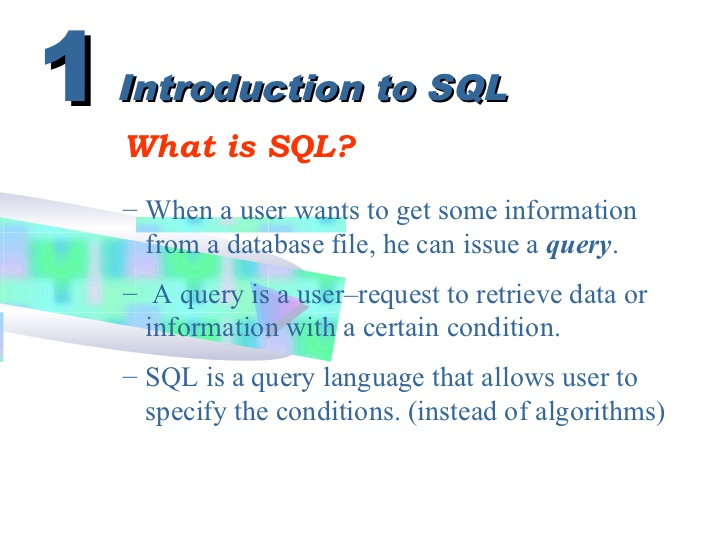 1 Introduction to SQL
What is SQL?
– When a user wants to get some information
from a database file, he can issue a query.
– A query is a user–request to retrieve data or
information with a certain condition.
– SQL is a query language that allows user to
specify the conditions. (instead of algorithms)